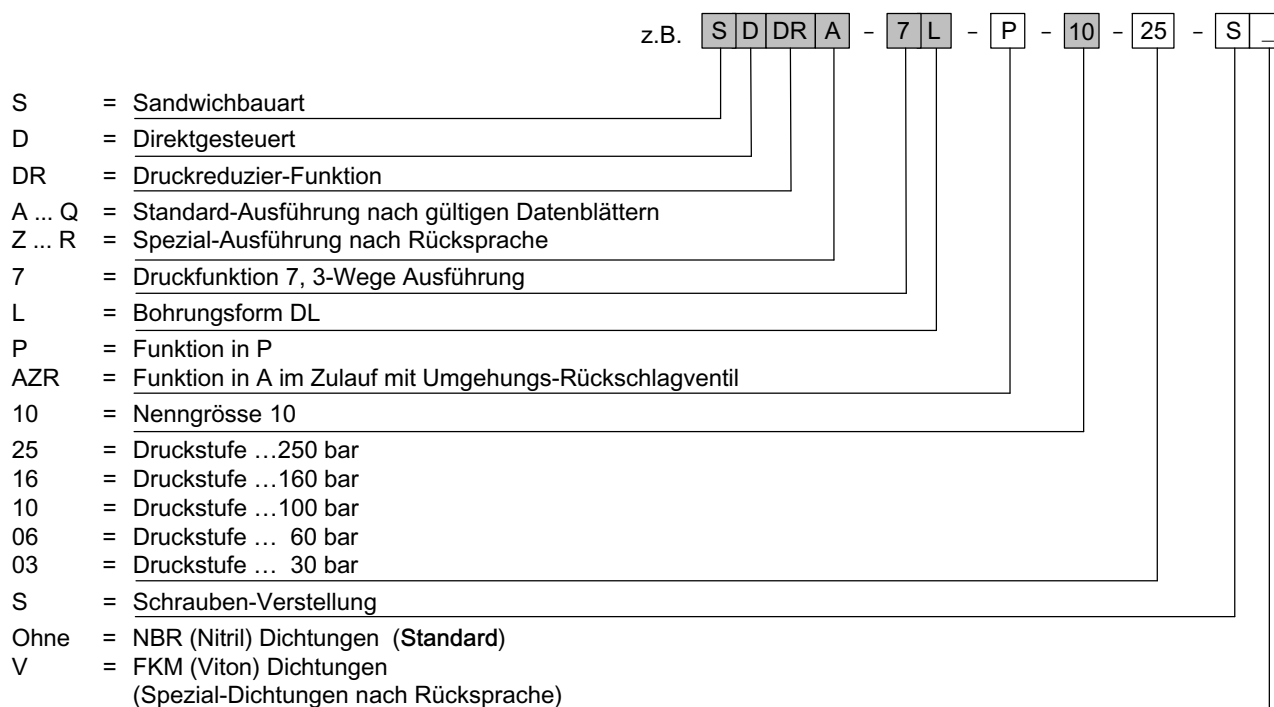 z.B. S D DR A - 7 L - P - 10 - 25 - S _
S = Sandwichbauart
D = Direktgesteuert
DR = Druckreduzier-Funktion
A ... Q = Standard-Ausführung nach gültigen Datenblättern
Z ... R = Spezial-Ausführung nach Rücksprache
7 = Druckfunktion 7, 3-Wege Ausführung
L = Bohrungsform DL
P = Funktion in P
AZR = Funktion in A im Zulauf mit Umgehungs-Rückschlagventil
10 = Nenngrösse 10
25 = Druckstufe …250 bar
16 = Druckstufe …160 bar
10 = Druckstufe …100 bar
06 = Druckstufe … 60 bar
03 = Druckstufe … 30 bar
S = Schrauben-Verstellung
Ohne = NBR (Nitril) Dichtungen (Standard)
V = FKM (Viton) Dichtungen
(Spezial-Dichtungen nach Rücksprache)